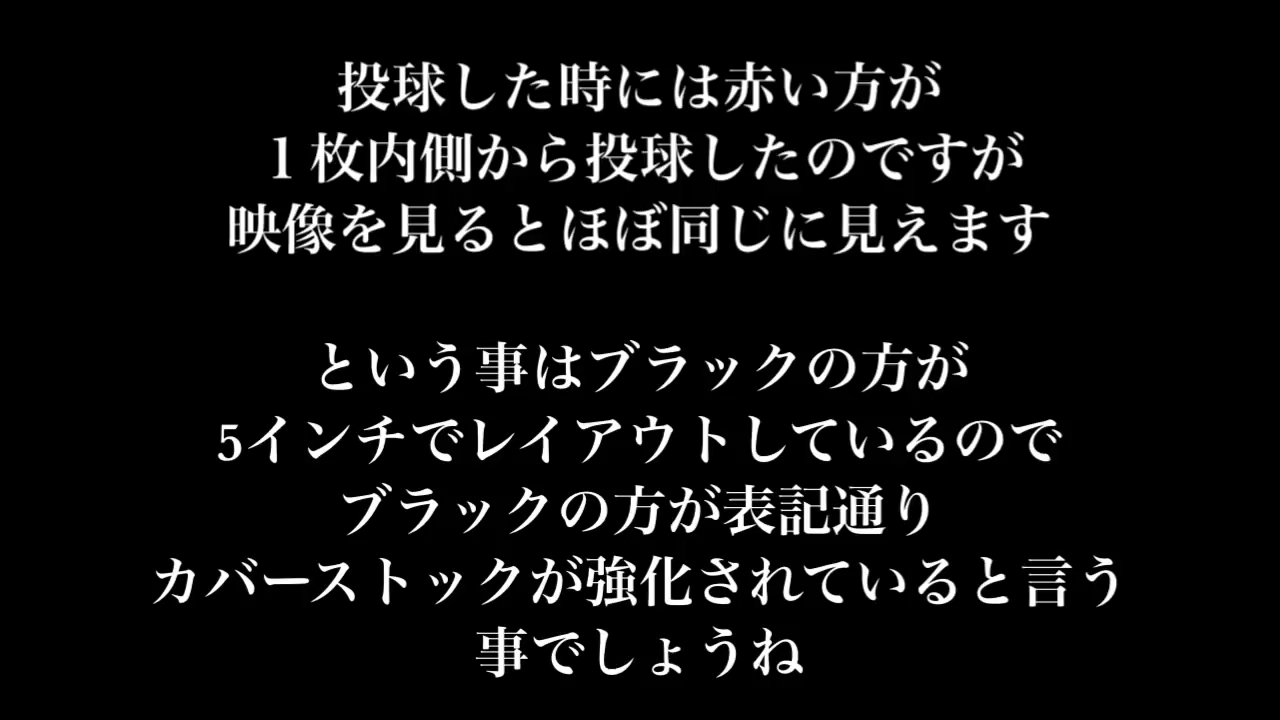 投球した時には赤い方が
１枚内側から投球したのですが
映像を見るとほぼ同じに見えます
という事はブラックの方が
5インチでレイアウトしているので
ブラックの方が表記通り
カバーストックが強化されていると言う
事でしょうね